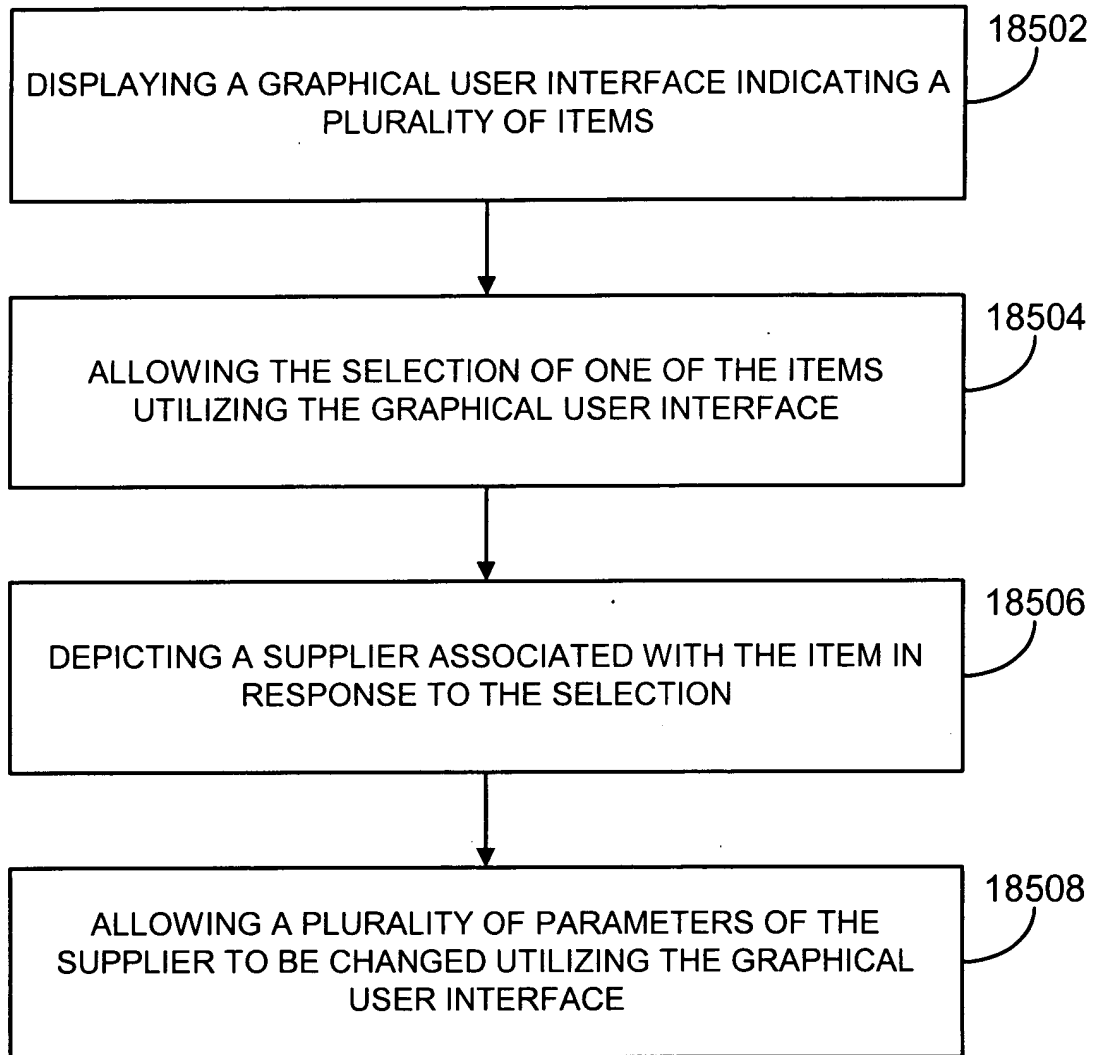 18502
DISPLAYING A GRAPHICAL USER INTERFACE INDICATING A
PLURALITY OF ITEMS
18504
ALLOWING THE SELECTION OF ONE OF THE ITEMS
UTILIZING THE GRAPHICAL USER INTERFACE
18506
DEPICTING A SUPPLIER ASSOCIATED WITH THE ITEM IN
RESPONSE TO THE SELECTION
18508
ALLOWING A PLURALITY OF PARAMETERS OF THE
SUPPLIER TO BE CHANGED UTILIZING THE GRAPHICAL
USER INTERFACE